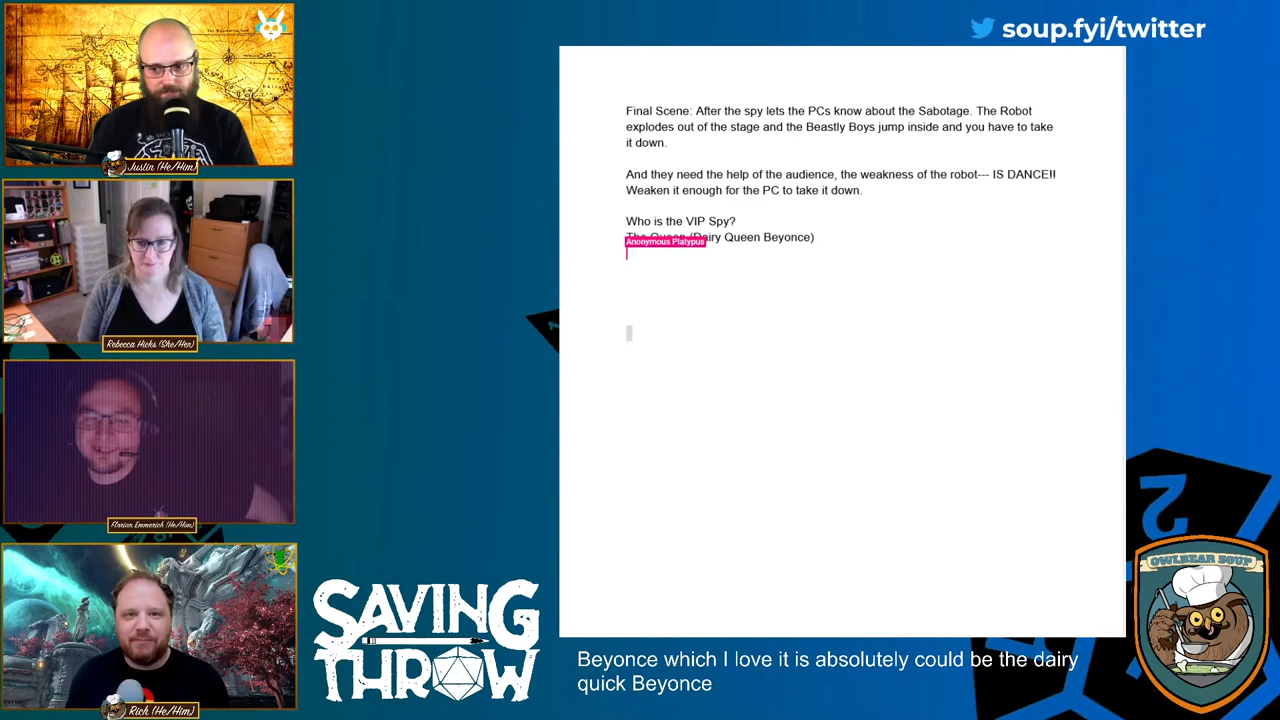 soup.fyi/twitter
Final Scene: After the spy lets the PCs know about the Sabotage. The Robot
explodes out of the stage and the Beastly Boys jump inside and you have to take
it down.
And they need the help of the audience, the weakness of the robot--- IS DANCE!!
Weaken it enough for the PC to take it down.
Who is the VIP Spy?
The Queen (Dairy Queen Beyonce)
Anonymous Platypus
Justin (He/Him)
Rebecca Hicks (She/Her)
Florian Emmerich (He/Him)
Rich (He/Him)
SAVING
THROW
OWLBEAR SOUP
2
Beyonce which I love it is absolutely could be the dairy
quick Beyonce